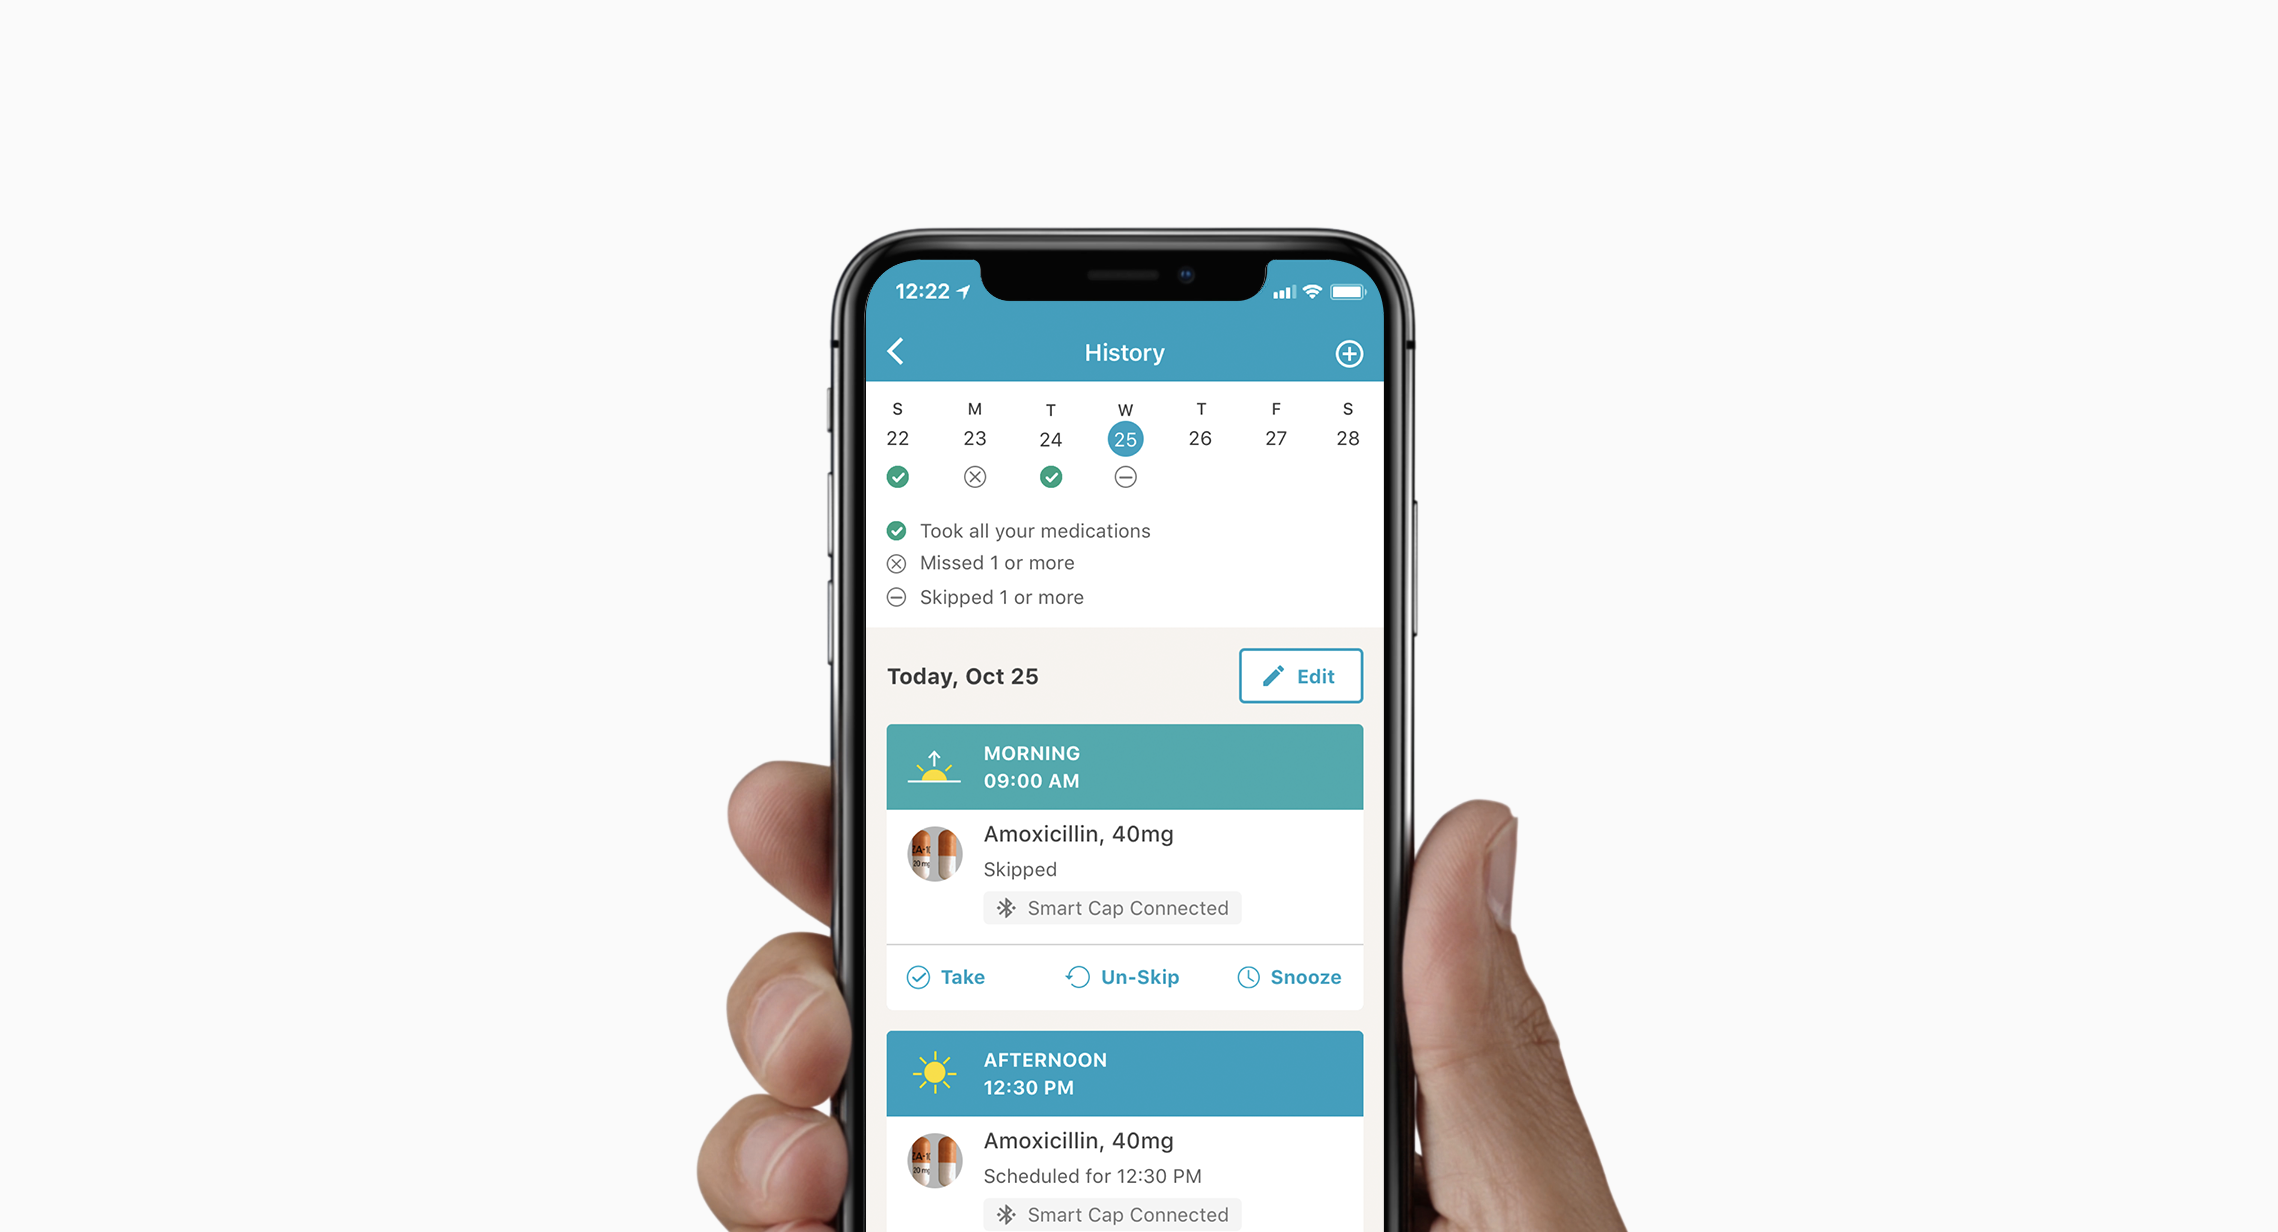 12:22
History
S M T W T F S
22 23 24 25 26 27 28
Took all your medications
Missed 1 or more
Skipped 1 or more
Today, Oct 25
Edit
MORNING
09:00 AM
Amoxicillin, 40mg
Skipped
Smart Cap Connected
Take Un-Skip Snooze
AFTERNOON
12:30 PM
Amoxicillin, 40mg
Scheduled for 12:30 PM
Smart Cap Connected